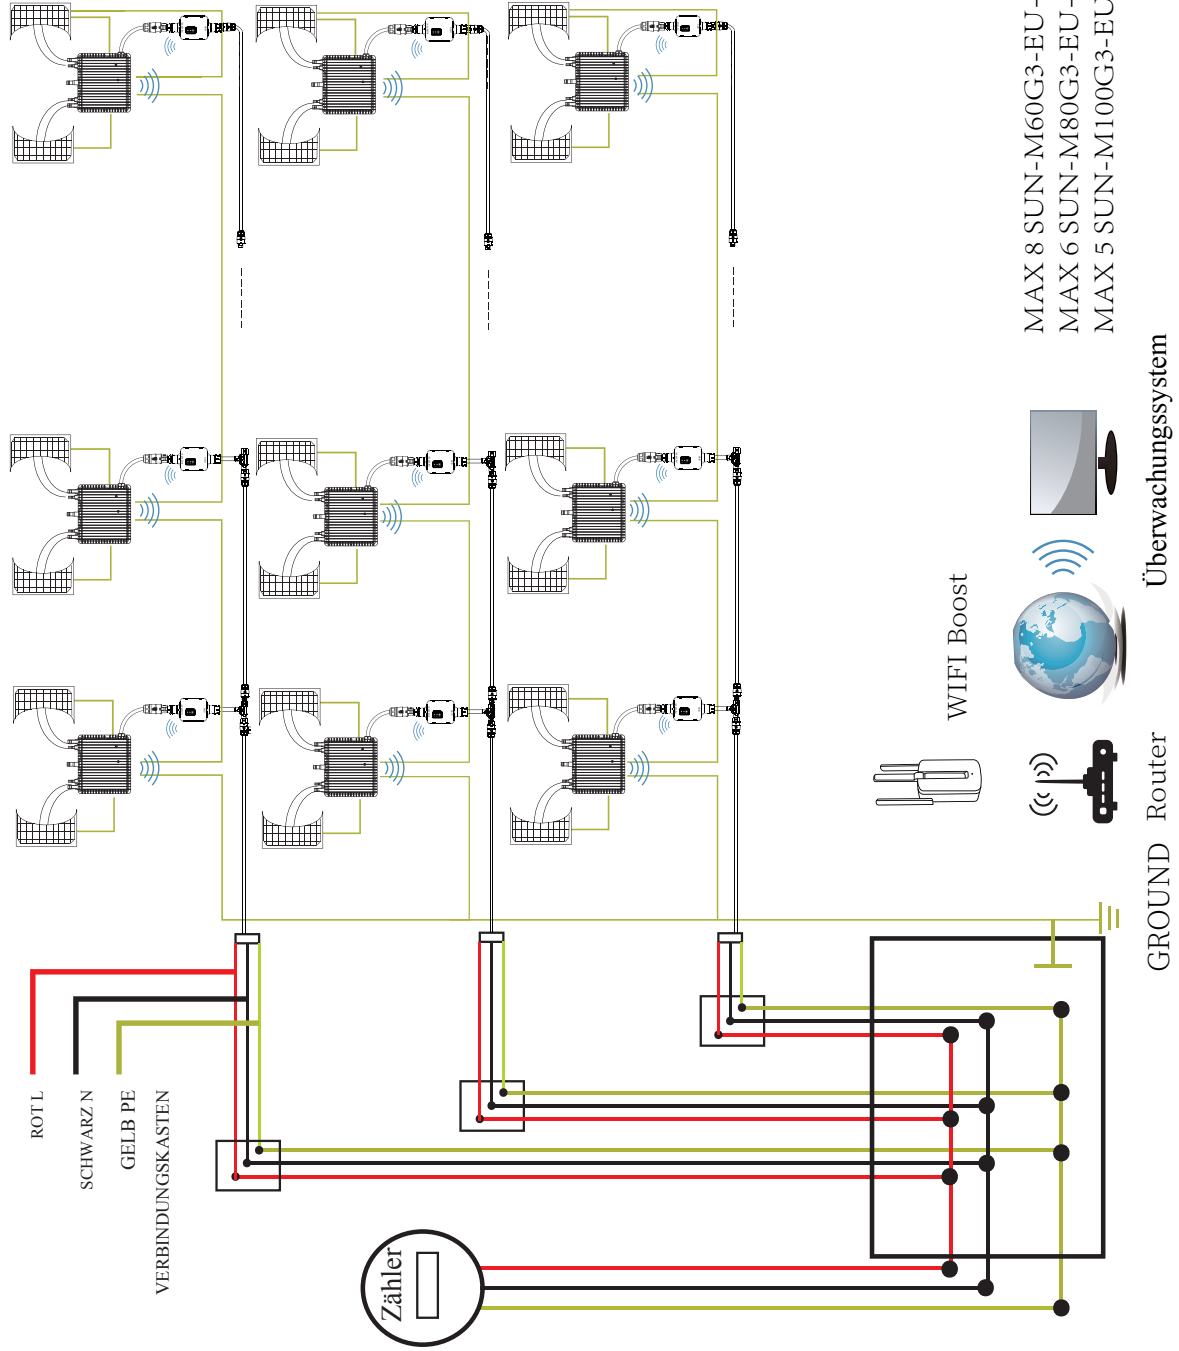 ROT L
SCHWARZ N
GELB PE
VERBINDUNGSKASTEN
Zähler
WIFI Boost
MAX 8 SUN-M60G3-EU-
MAX 6 SUN-M80G3-EU-
MAX 5 SUN-M100G3-EU
GROUND
Router
Überwachungssystem